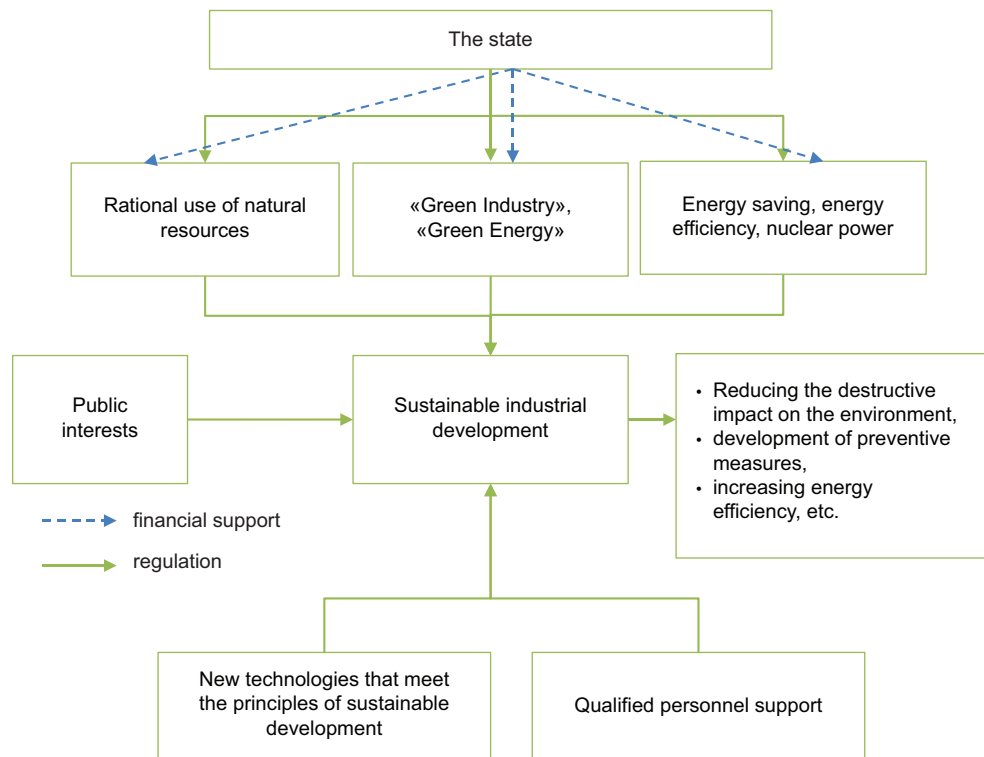 The state
Rational use of natural
resources
«Green Industry»,
«Green Energy»
Energy saving, energy
efficiency, nuclear power
Public
interests
Sustainable industrial
development
• Reducing the destructive
impact on the environment,
• development of preventive
measures,
• increasing energy
efficiency, etc.
financial support
regulation
New technologies that meet
the principles of sustainable
development
Qualified personnel support